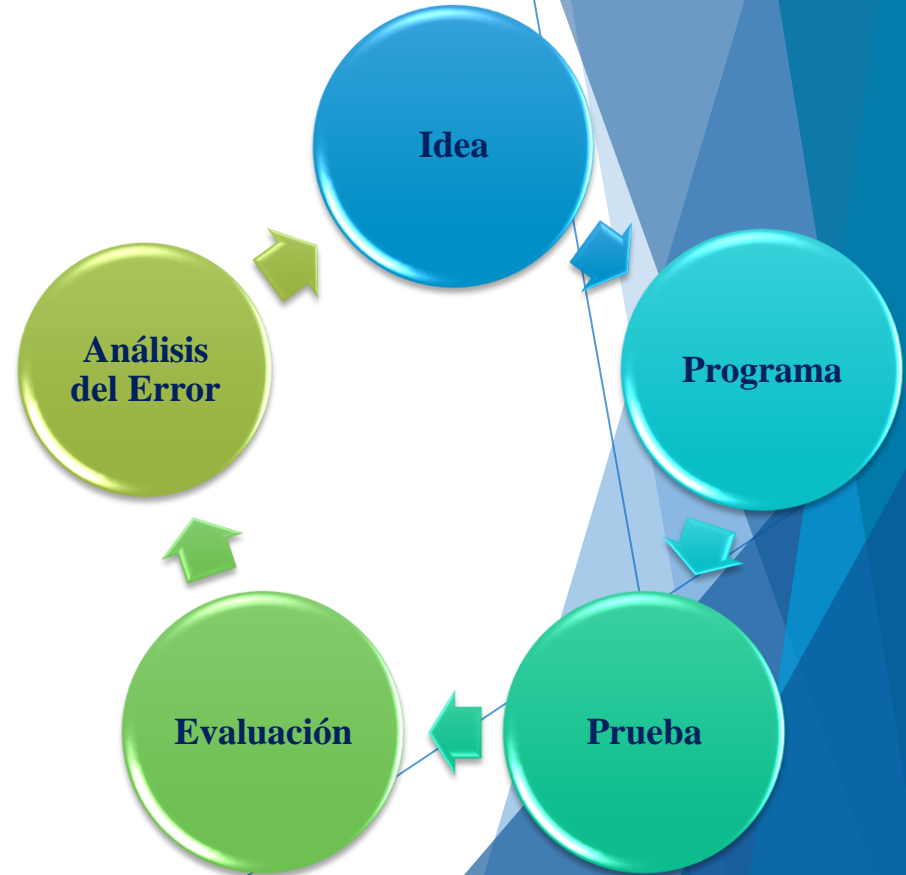 Idea
Programa
Prueba
Evaluación
Análisis
del Error